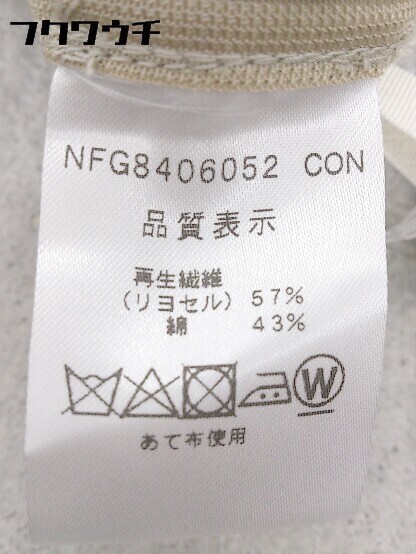 フクワウチ
NFG8406052 CON
品質表示
再生繊維
(リヨセル) 57%
綿 43%
W
あて布使用